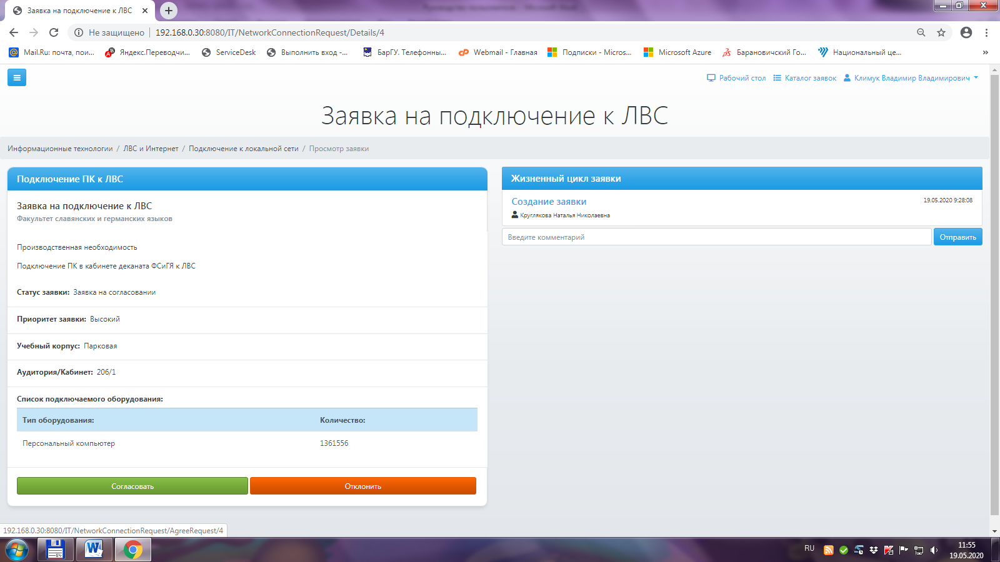 Заявка на подключение к ЛВС
Не защищено
192.168.0.30:8080/IT/NetworkConnectionRequest/Details/4
Mail.Ru: почта, пои...
Яндекс.Переводчи...
ServiceDesk
Выполнить вход -...
БарГУ. Телефонны...
Webmail - Главная
Подписки - Micros...
Microsoft Azure
Барановичский Го...
Национальный це...
»
Рабочий стол
Каталог заявок
Климук Владимир Владимирович
Заявка на подключение к ЛВС
Информационные технологии / ЛВС и Интернет / Подключение к локальной сети / Просмотр заявки
Подключение ПК к ЛВС
Заявка на подключение к ЛВС
Факультет славянских и германских языков
Производственная необходимость
Подключение ПК в кабинете деканата ФСиГЯ к ЛВС
Статус заявки: Заявка на согласовании
Приоритет заявки: Высокий
Учебный корпус: Парковая
Аудитория/Кабинет: 206/1
Список подключаемого оборудования:
Тип оборудования: Количество:
Персональный компьютер 1361556
Согласовать
Отклонить
Жизненный цикл заявки
Создание заявки
19.05.2020 9:28:08
Круглякова Наталья Николаевна
Введите комментарий
Отправить
192.168.0.30:8080/IT/NetworkConnectionRequest/AgreeRequest/4
64
RU
11:55
19.05.2020